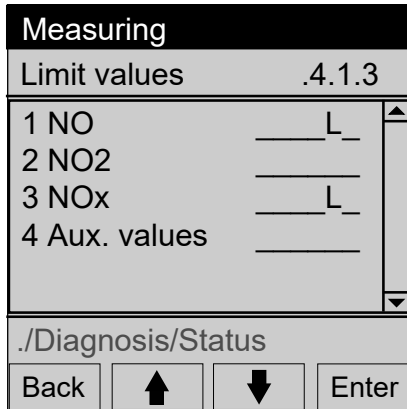 Measuring
Limit values .4.1.3
1 NO ____L_
2 NO2 ______
3 NOx ____L_
4 Aux. values ______
./Diagnosis/Status
Back Enter